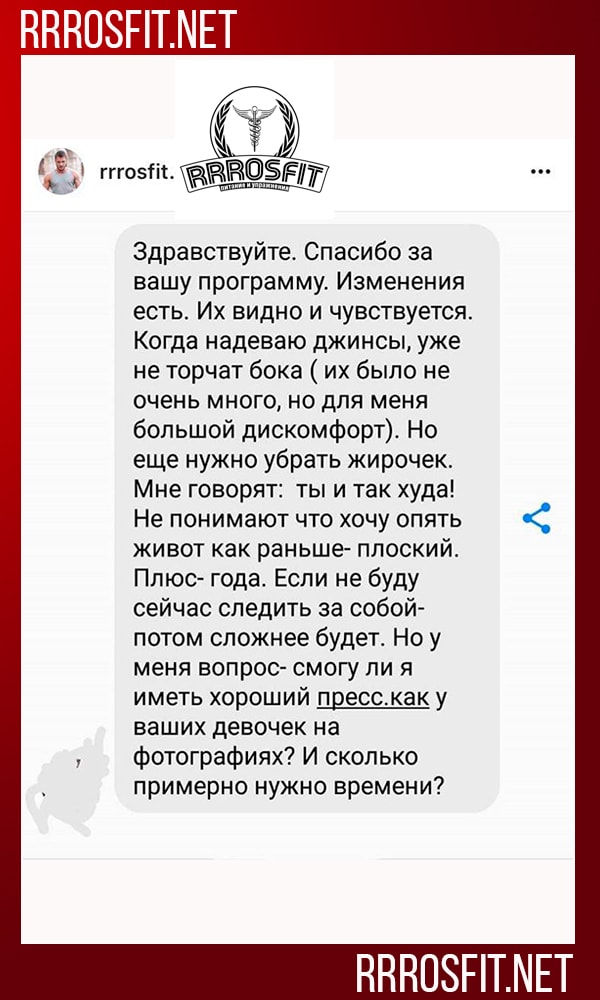 RRROSFIT.NET
rrrosfit.
RRROSFIT
питание и упражнения
Здравствуйте. Спасибо за
вашу программу. Изменения
есть. Их видно и чувствуется.
Когда надеваю джинсы, уже
не торчат бока ( их было не
очень много, но для меня
большой дискомфорт). Но
еще нужно убрать жирочек.
Мне говорят:  ты и так худа!
Не понимают что хочу опять
живот как раньше- плоский.
Плюс- года. Если не буду
сейчас следить за собой-
потом сложнее будет. Но у
меня вопрос- смогу ли я
иметь хороший пресс.как у
ваших девочек на
фотографиях? И сколько
примерно нужно времени?
RRROSFIT.NET